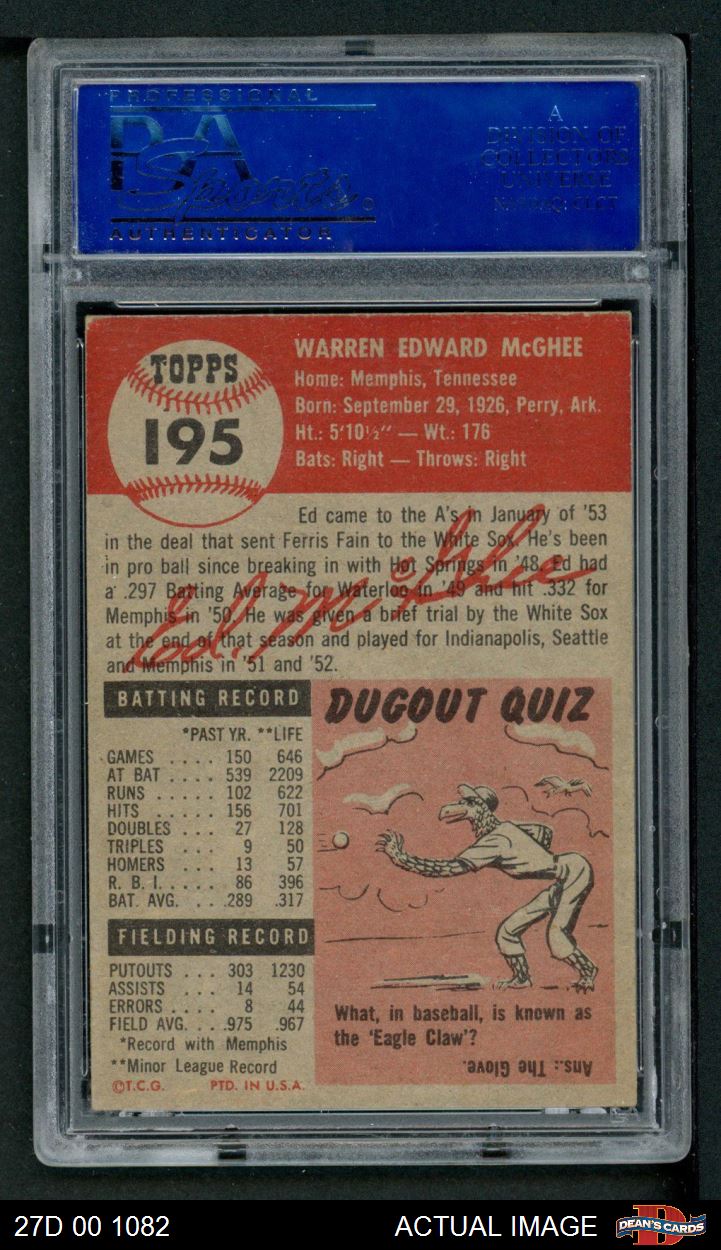 PROFESSIONAL
PSA
Sports
AUTHENTICATOR
A
DIVISION OF
COLLECTORS
UNIVERSE
NASDAQ: CLCT
TOPPS
195
WARREN EDWARD McGHEE
Home: Memphis, Tennessee
Born: September 29, 1926, Perry, Ark.
Ht.: 5'10½" — Wt.: 176
Bats: Right — Throws: Right
Ed came to the A's in January of '53
in the deal that sent Ferris Fain to the White Sox. He's been
in pro ball since breaking in with Hot Springs in '48. Ed had
a .297 Batting Average for Waterloo in '49 and hit .332 for
Memphis in '50. He was given a brief trial by the White Sox
at the end of that season and played for Indianapolis, Seattle
and Memphis in '51 and '52.
Ed. McGhee
BATTING RECORD
*PAST YR. **LIFE
GAMES .... 150 646
AT BAT .... 539 2209
RUNS ..... 102 622
HITS ..... 156 701
DOUBLES ... 27 128
TRIPLES ... 9 50
HOMERS ... 13 57
R. B. I. .... 86 396
BAT. AVG. ... .289 .317
FIELDING RECORD
PUTOUTS ... 303 1230
ASSISTS ... 14 54
ERRORS .... 8 44
FIELD AVG. .. .975 .967
*Record with Memphis
**Minor League Record
©T.C.G. PTD. IN U.S.A.
DUGOUT QUIZ
What, in baseball, is known as
the 'Eagle Claw'?
Ans.: The Glove.
27D 00 1082 ACTUAL IMAGE
DEAN'S CARDS